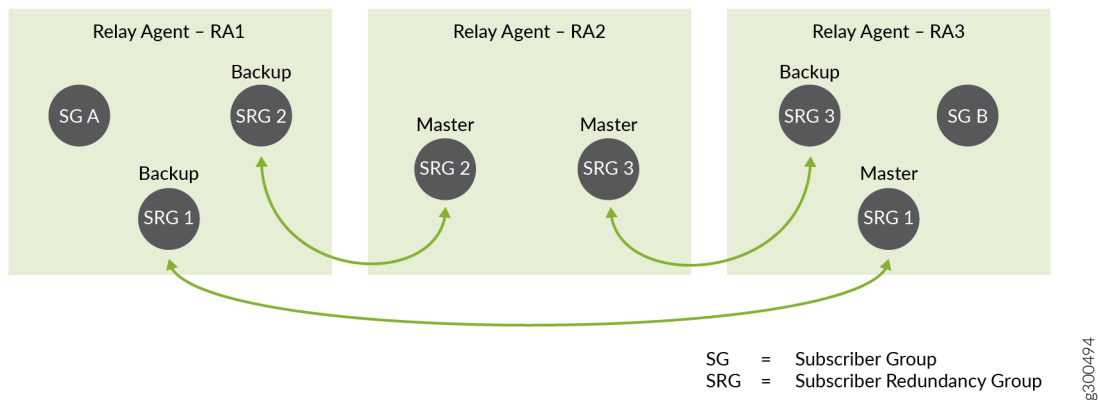 Relay Agent – RA1
Relay Agent – RA2
Relay Agent – RA3
Backup
SG A
SRG 2
Backup
SRG 1
Master
SRG 2
Master
SRG 3
Backup
SRG 3
SG B
Master
SRG 1
SG = Subscriber Group
SRG = Subscriber Redundancy Group
g300494